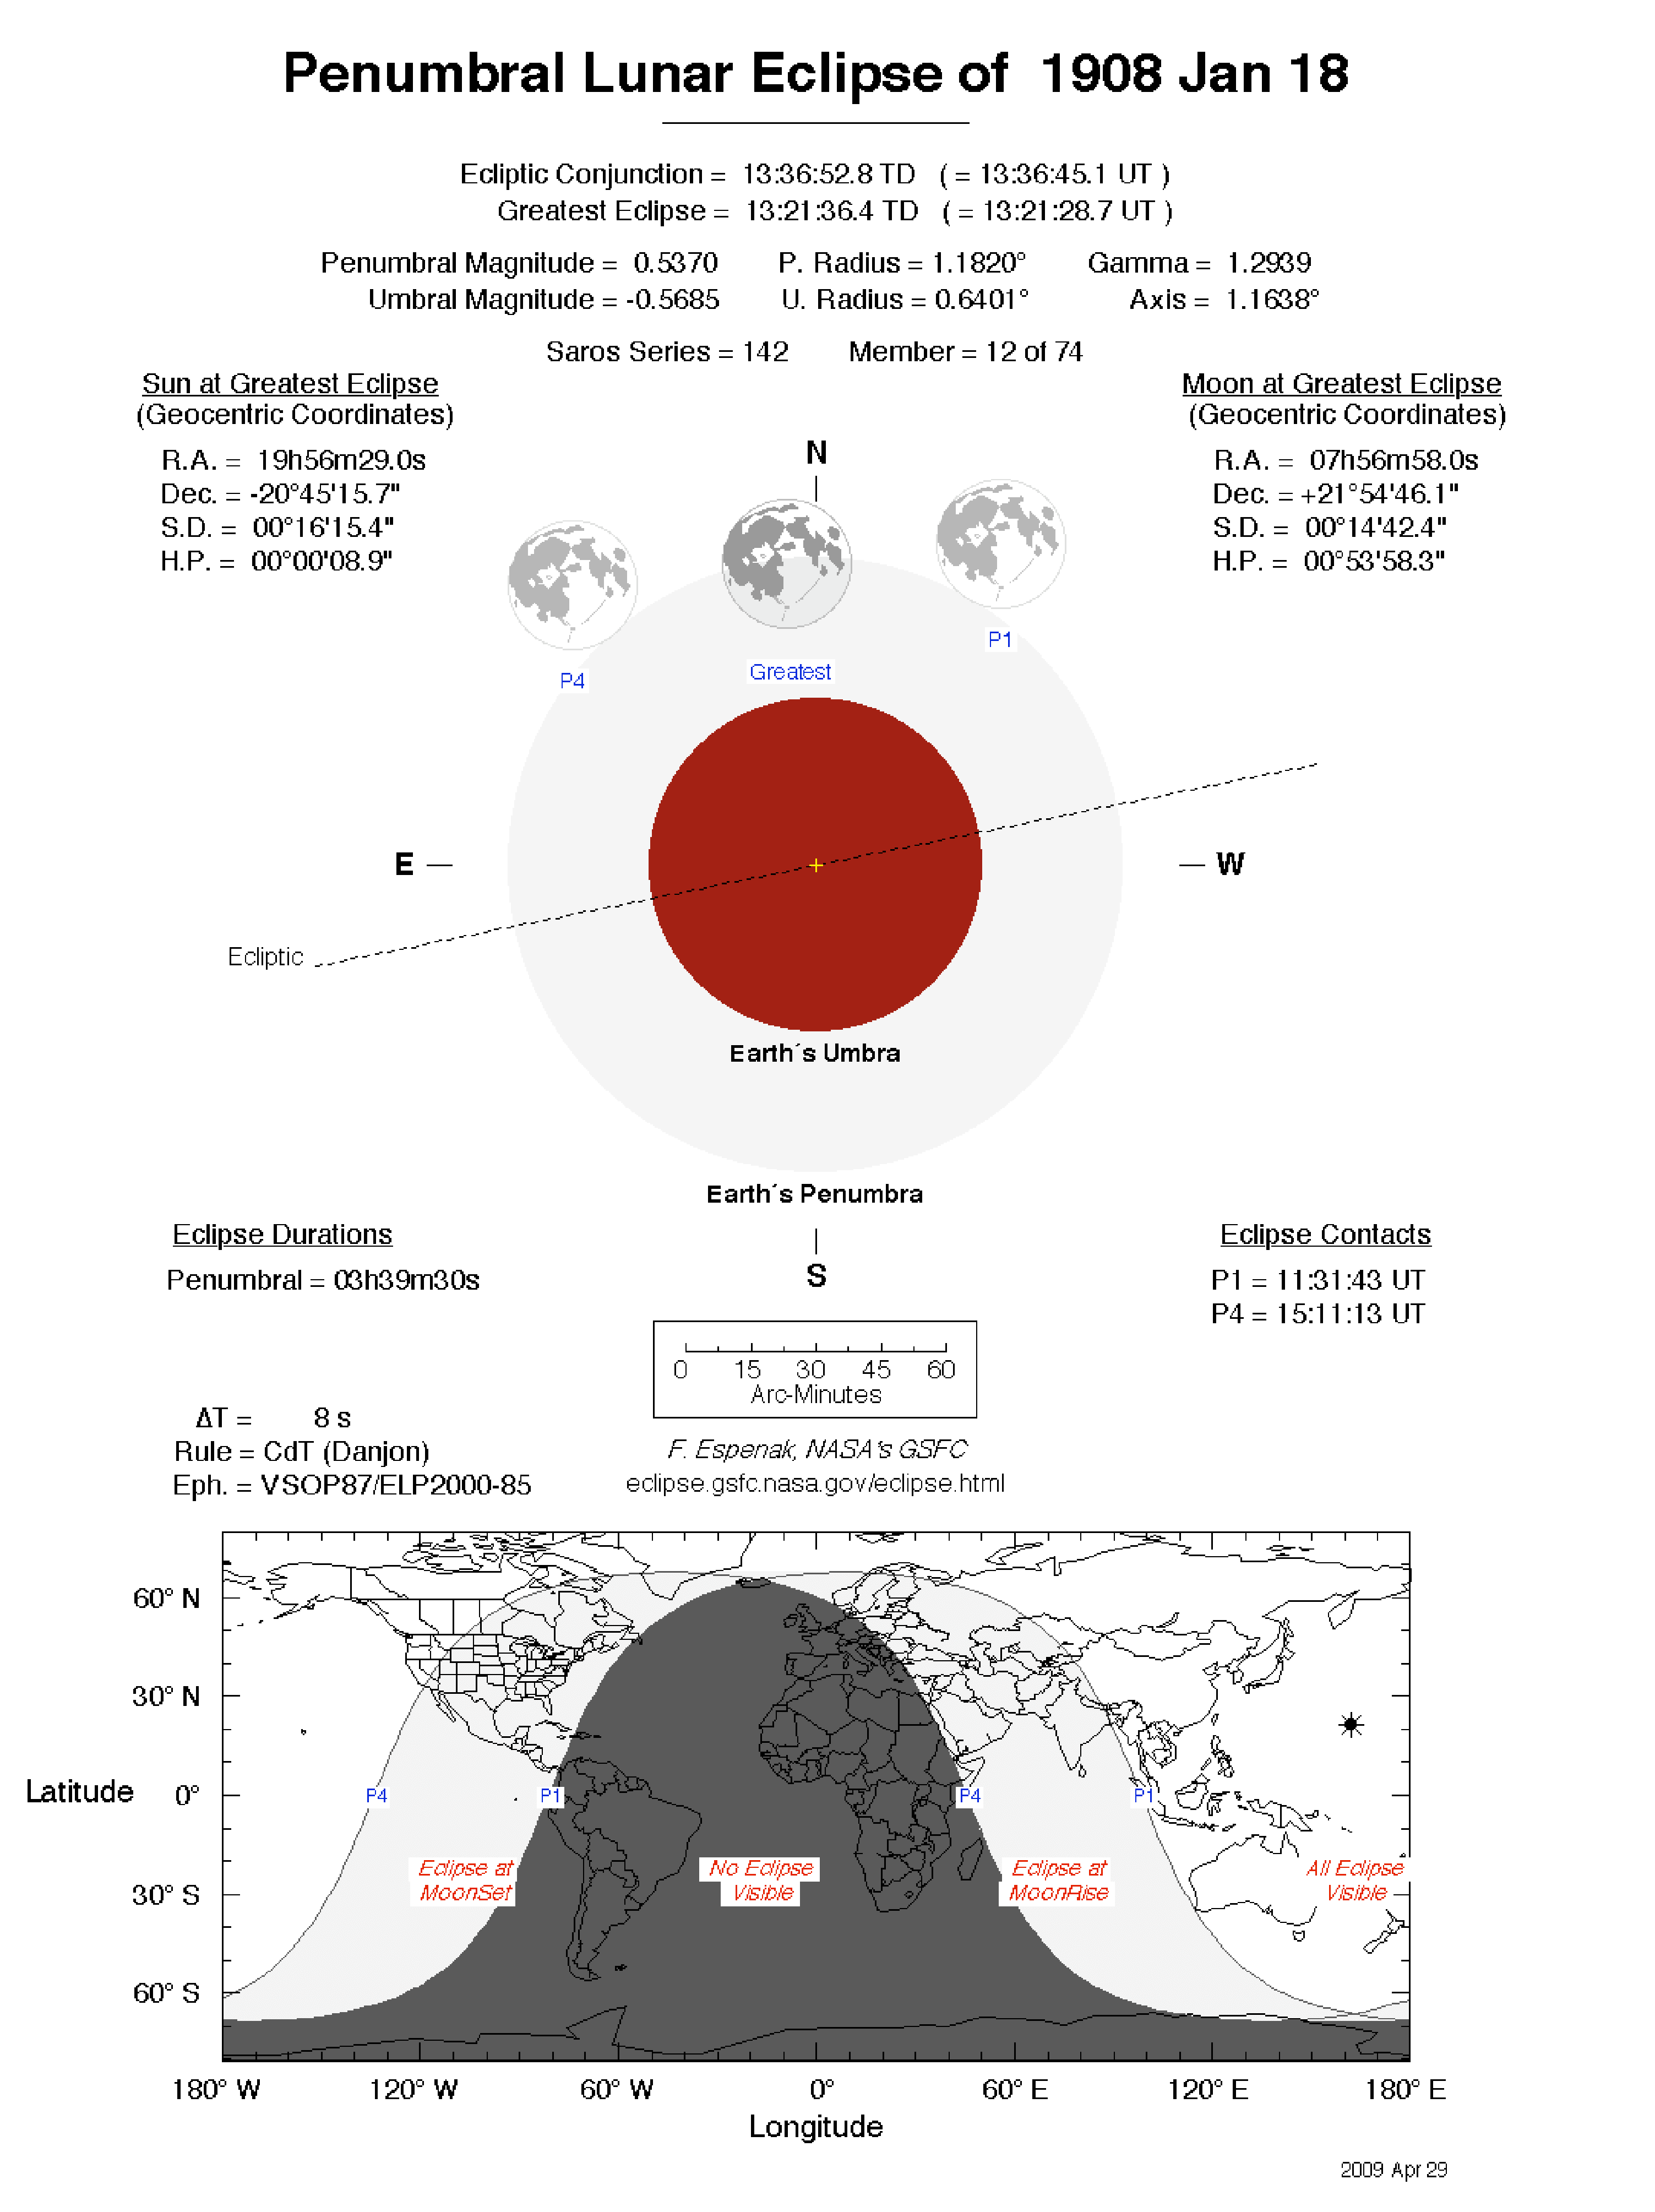 Penumbral Lunar Eclipse of  1908 Jan 18
Ecliptic Conjunction =  13:36:52.8 TD   ( = 13:36:45.1 UT )
Greatest Eclipse =  13:21:36.4 TD   ( = 13:21:28.7 UT )
Penumbral Magnitude =  0.5370   P. Radius = 1.1820°   Gamma =  1.2939
Umbral Magnitude = -0.5685   U. Radius = 0.6401°   Axis =  1.1638°
Saros Series = 142   Member = 12 of 74
Sun at Greatest Eclipse
(Geocentric Coordinates)
R.A. =  19h56m29.0s
Dec. = -20°45'15.7"
S.D. =  00°16'15.4"
H.P. =  00°00'08.9"
Moon at Greatest Eclipse
(Geocentric Coordinates)
R.A. =  07h56m58.0s
Dec. = +21°54'46.1"
S.D. =  00°14'42.4"
H.P. =  00°53'58.3"
N
P1
Greatest
P4
E
W
Ecliptic
Earth´s Umbra
Earth´s Penumbra
S
Eclipse Durations
Penumbral = 03h39m30s
Eclipse Contacts
P1 = 11:31:43 UT
P4 = 15:11:13 UT
0 15 30 45 60
Arc-Minutes
ΔT =   8 s
Rule = CdT (Danjon)
Eph. = VSOP87/ELP2000-85
F. Espenak, NASA's GSFC
eclipse.gsfc.nasa.gov/eclipse.html
60° N
30° N
Latitude 0°
30° S
60° S
P4 P1 P4 P1
Eclipse at
MoonSet
No Eclipse
Visible
Eclipse at
MoonRise
All Eclipse
Visible
180° W 120° W 60° W 0° 60° E 120° E 180° E
Longitude
2009 Apr 29